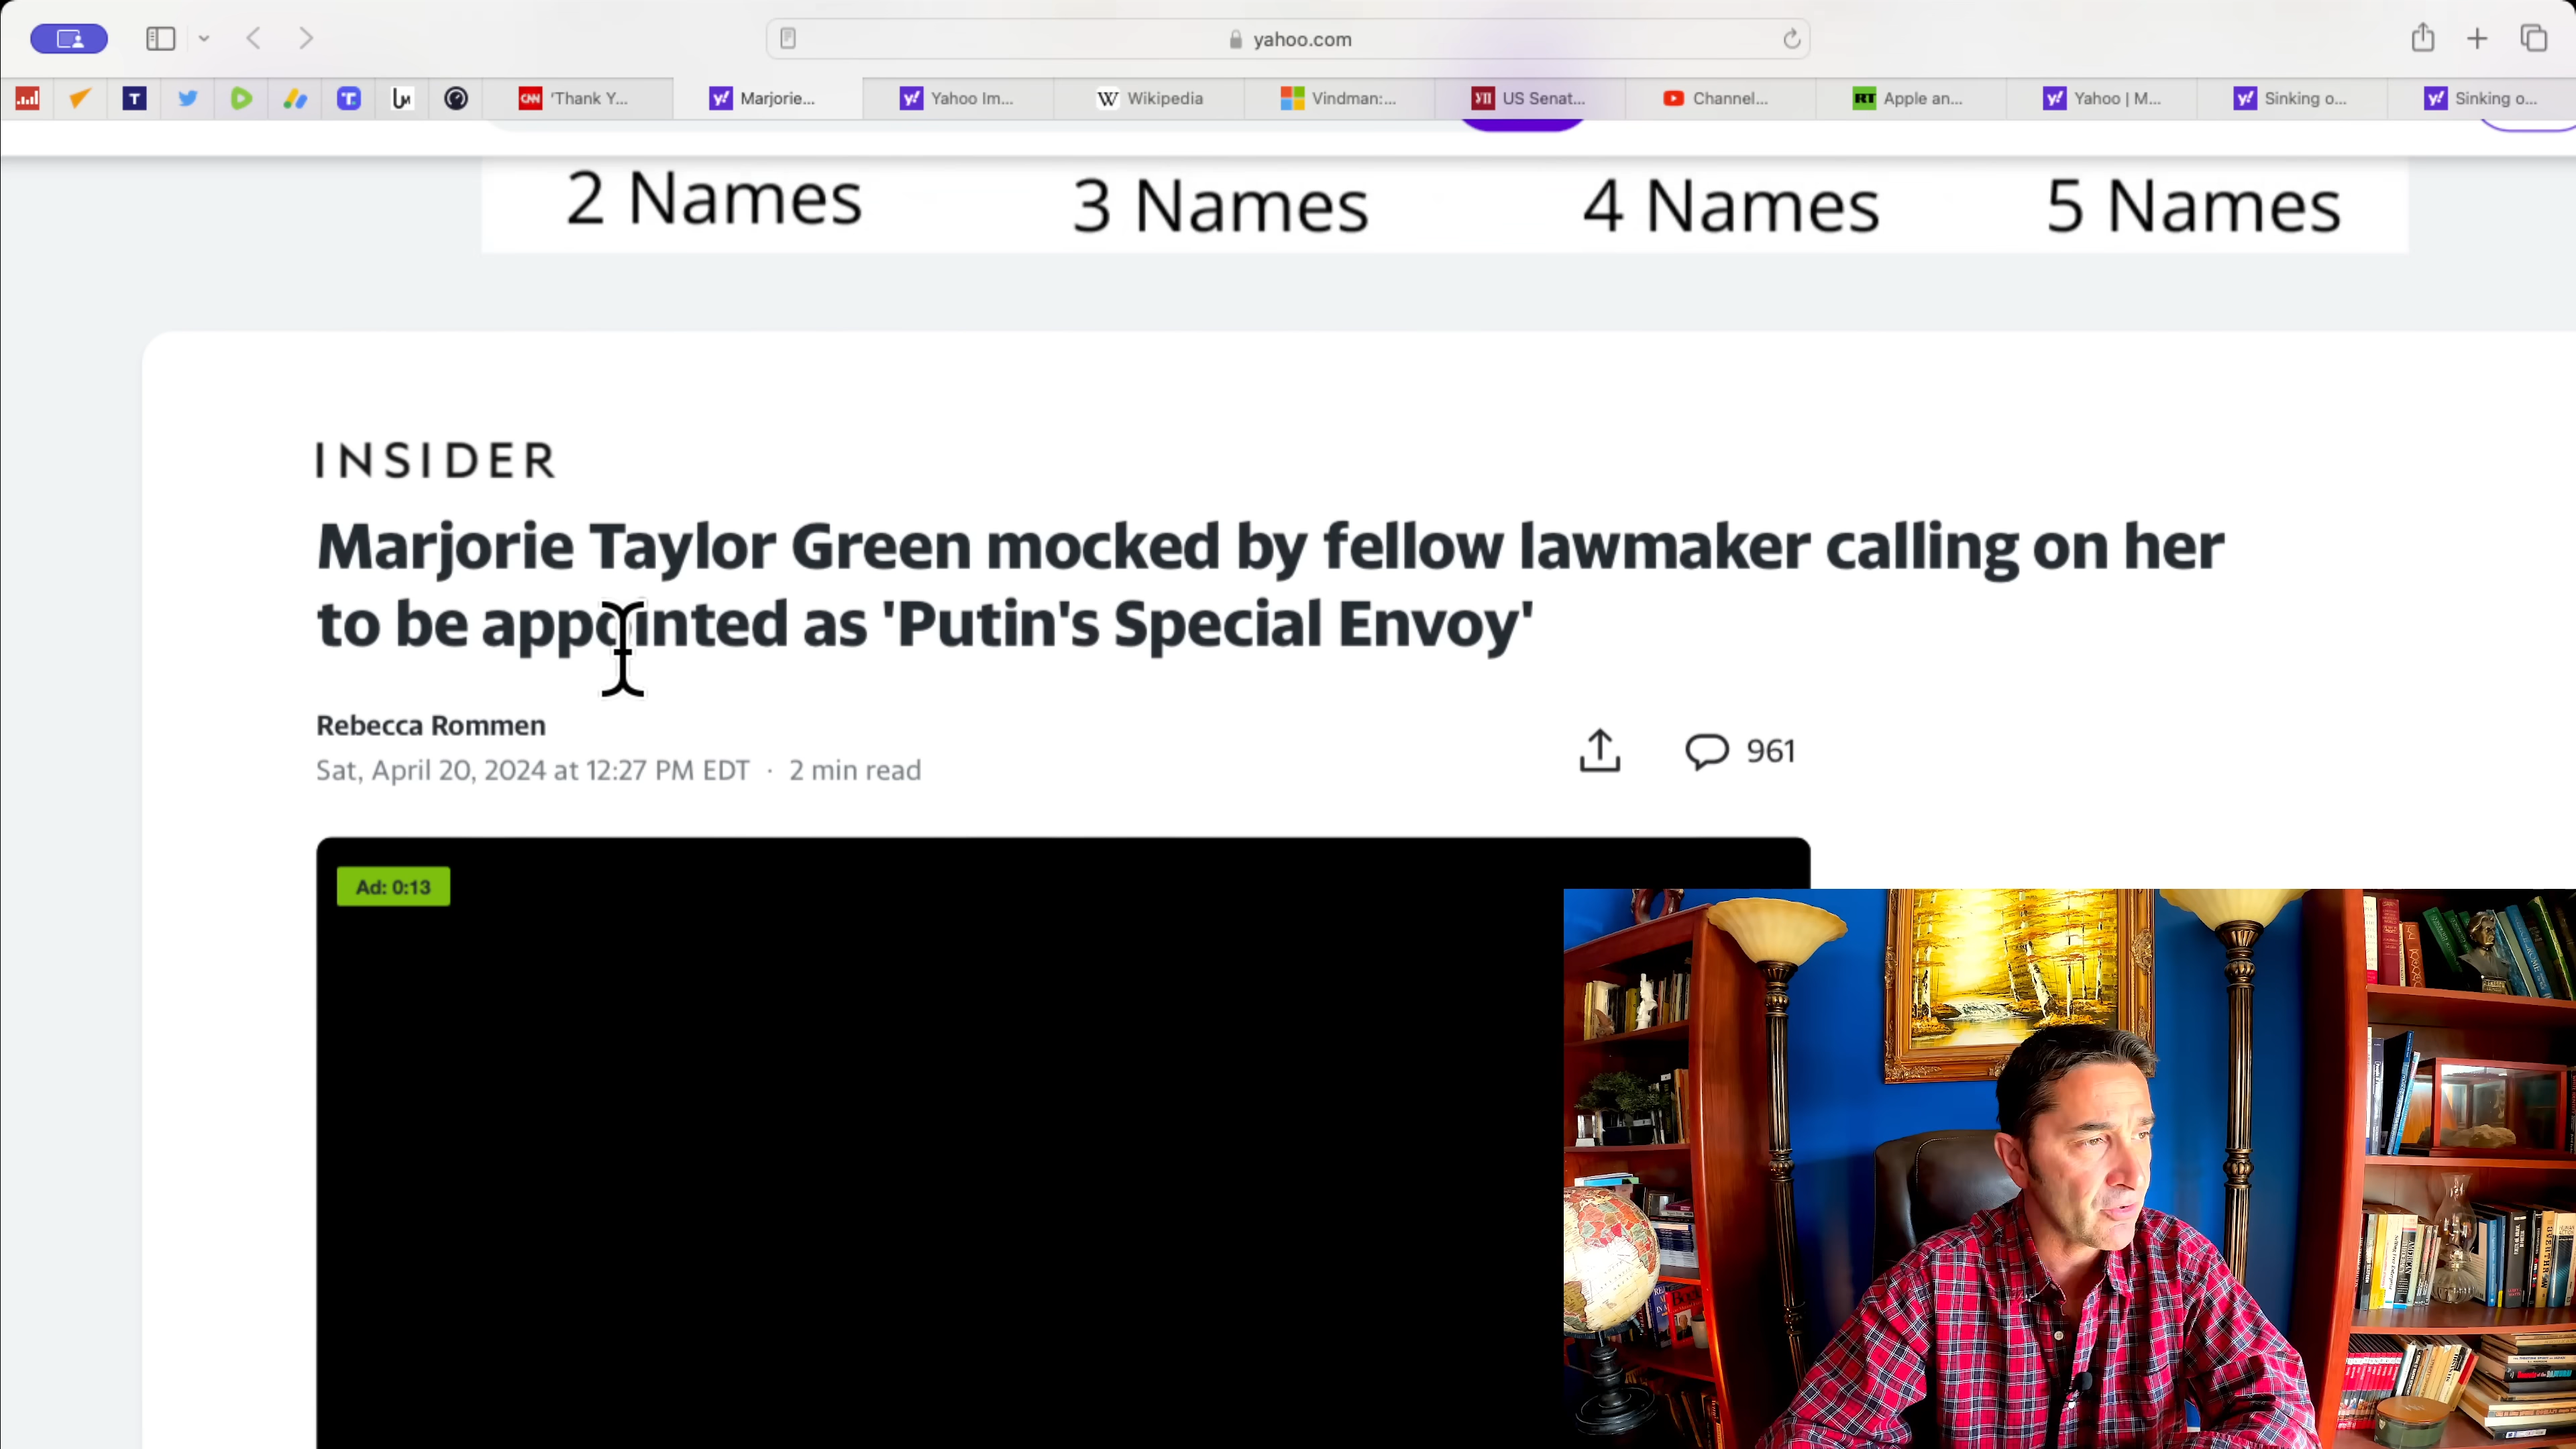 yahoo.com
CNN 'Thank Y...
y! Marjorie...
y! Yahoo Im...
W Wikipedia
Vindman:...
УП US Senat...
Channel...
RT Apple an...
y! Yahoo | M...
y! Sinking o...
y! Sinking o...
2 Names
3 Names
4 Names
5 Names
INSIDER
Marjorie Taylor Green mocked by fellow lawmaker calling on her
to be appointed as 'Putin's Special Envoy'
Rebecca Rommen
Sat, April 20, 2024 at 12:27 PM EDT · 2 min read
961
Ad: 0:13